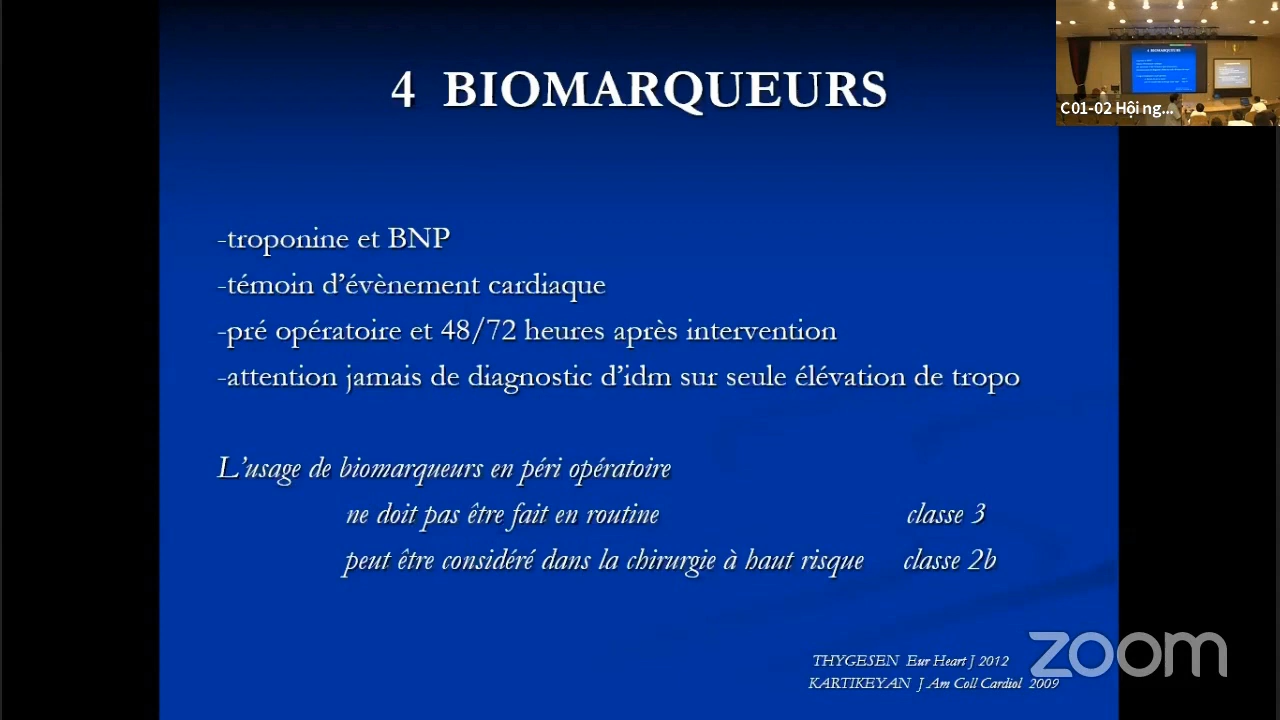 4 BIOMARQUEURS
C01-02 Hội ng...
-troponine et BNP
-témoin d’évènement cardiaque
-pré opératoire et 48/72 heures après intervention
-attention jamais de diagnostic d’idm sur seule élévation de tropo
L’usage de biomarqueurs en péri opératoire
ne doit pas être fait en routine classe 3
peut être considéré dans la chirurgie à haut risque classe 2b
THYGESEN Eur Heart J 2012
KARTIKEYAN J Am Coll Cardiol 2009
zoom